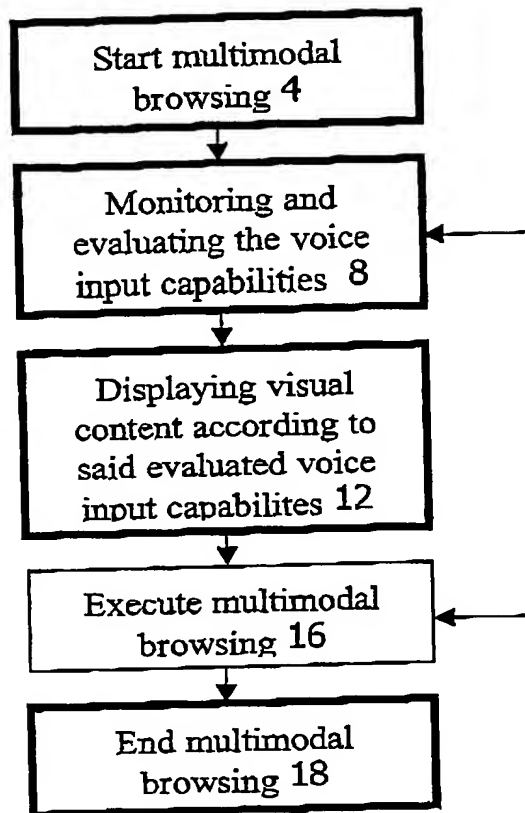 Start multimodal
browsing 4
Monitoring and
evaluating the voice
input capabilities 8
Displaying visual
content according to
said evaluated voice
input capabilites 12
Execute multimodal
browsing 16
End multimodal
browsing 18